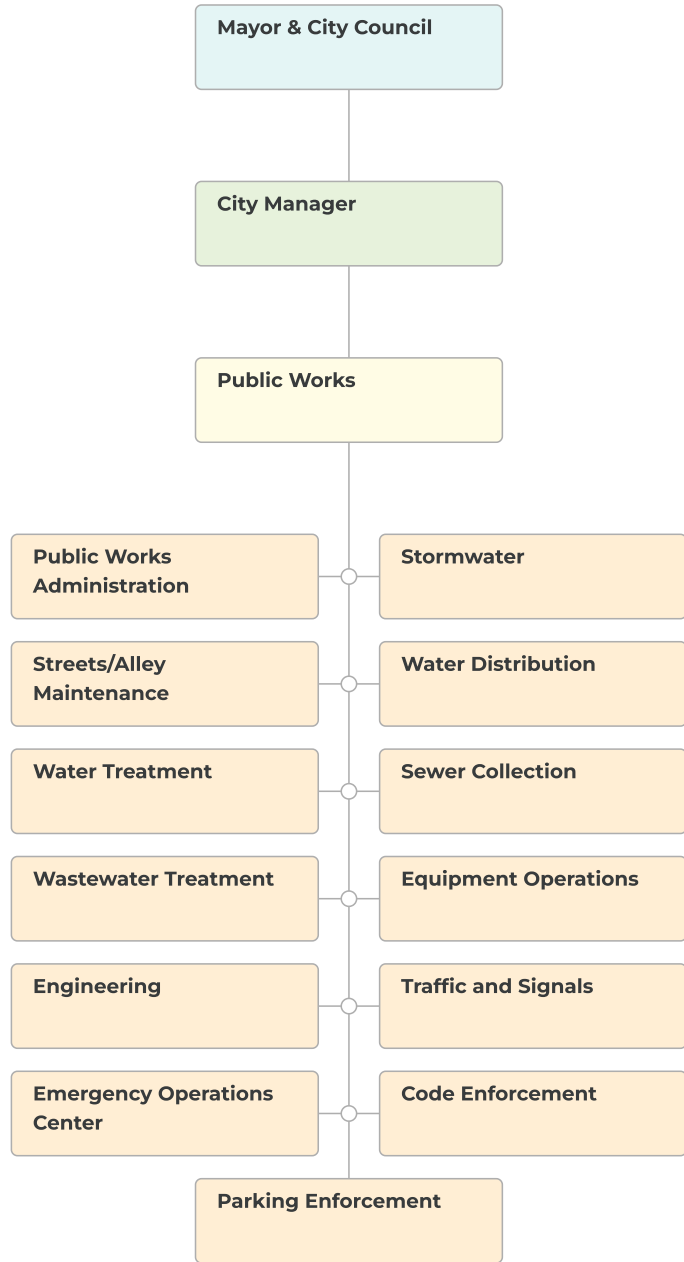 Mayor & City Council
City Manager
Public Works
Public Works
Administration
Stormwater
Streets/Alley
Maintenance
Water Distribution
Water Treatment
Sewer Collection
Wastewater Treatment
Equipment Operations
Engineering
Traffic and Signals
Emergency Operations
Center
Code Enforcement
Parking Enforcement